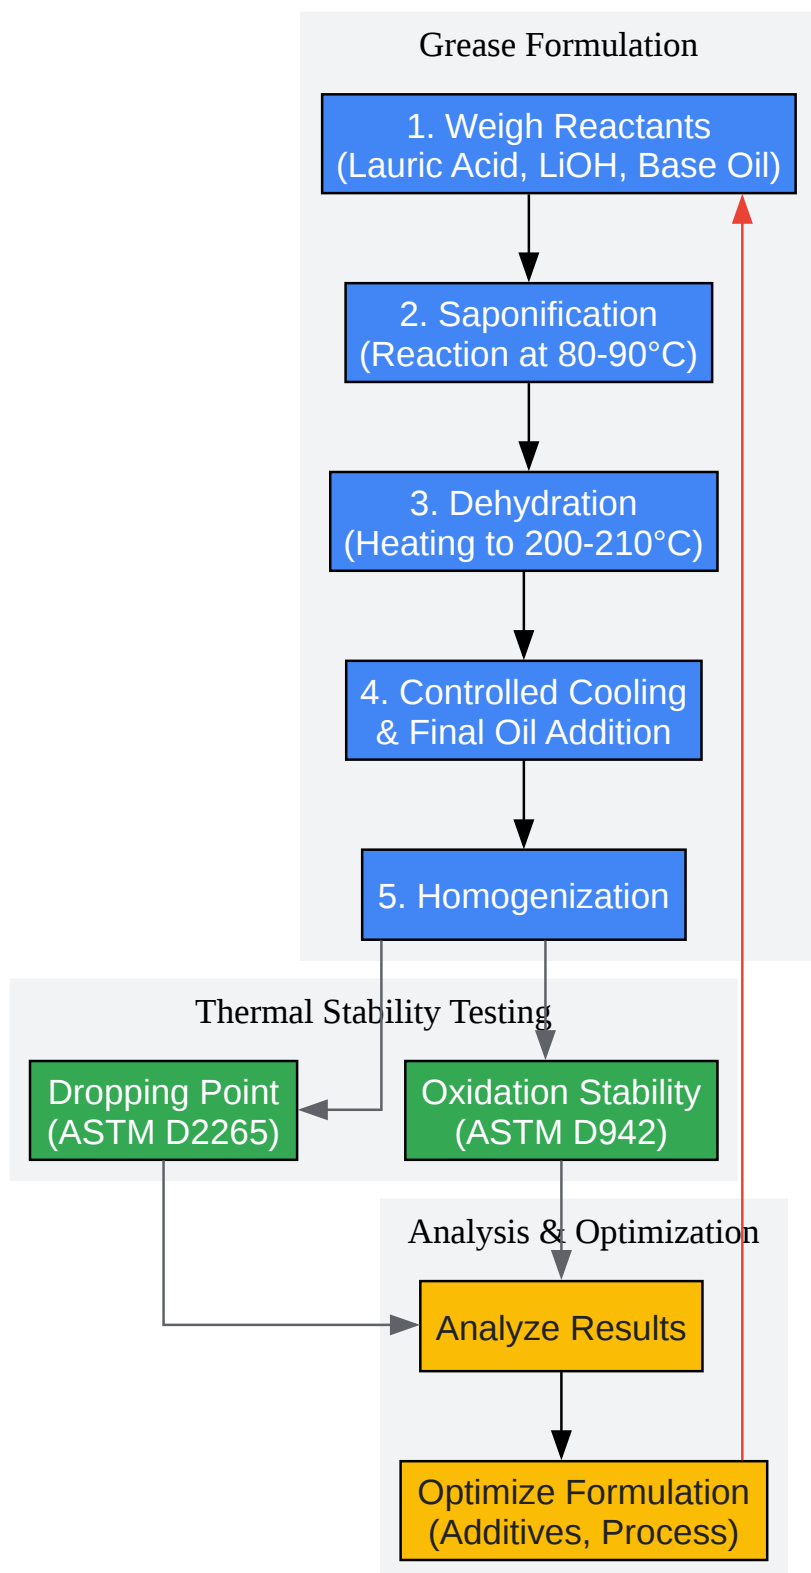 Grease Formulation
1. Weigh Reactants
(Lauric Acid, LiOH, Base Oil)
2. Saponification
(Reaction at 80-90°C)
3. Dehydration
(Heating to 200-210°C)
4. Controlled Cooling
& Final Oil Addition
5. Homogenization
Thermal Stability Testing
Dropping Point
(ASTM D2265)
Oxidation Stability
(ASTM D942)
Analysis & Optimization
Analyze Results
Optimize Formulation
(Additives, Process)